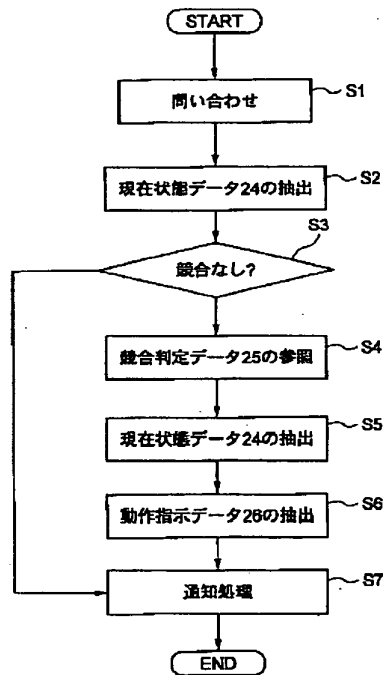 START
問い合わせ
S1
現在状態データ24の抽出
S2
競合なし?
S3
競合判定データ25の参照
S4
現在状態データ24の抽出
S5
動作指示データ26の抽出
S6
通知処理
S7
END